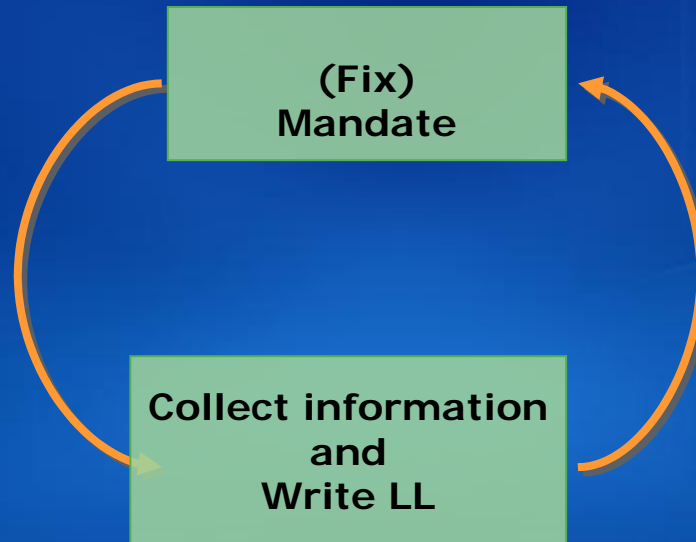 (Fix)
Mandate
Collect information
and
Write LL